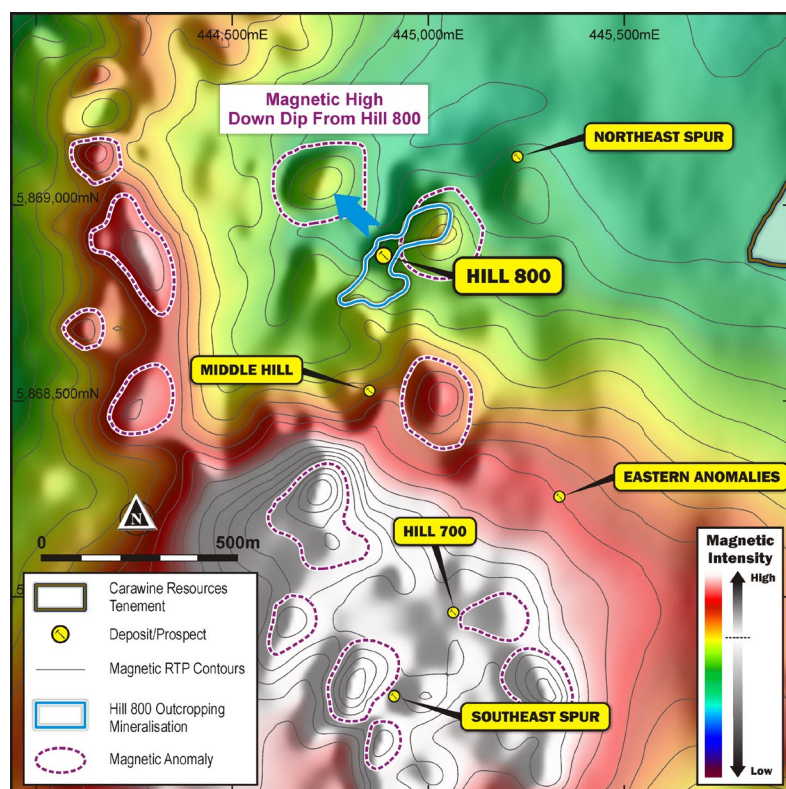 444,500mE
445,000mE
445,500mE
Magnetic High
Down Dip From Hill 800
NORTHEAST SPUR
5,869,000mN
HILL 800
MIDDLE HILL
5,868,500mN
EASTERN ANOMALIES
HILL 700
N
0
500m
SOUTHEAST SPUR
Carawine Resources
Tenement
Deposit/Prospect
Magnetic RTP Contours
Hill 800 Outcropping
Mineralisation
Magnetic Anomaly
Magnetic
Intensity
High
Low